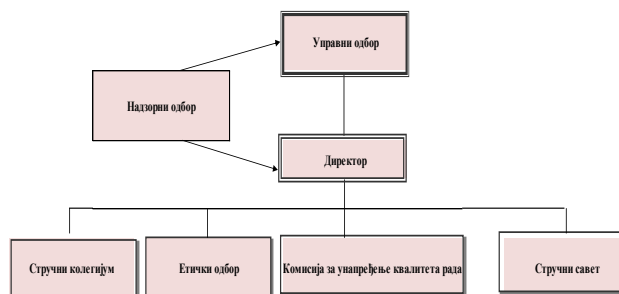 Управни одбор
Надзорни одбор
Директор
Стручни колегијум
Етички одбор
Комисија за унапређење квалитета рада
Стручни савет